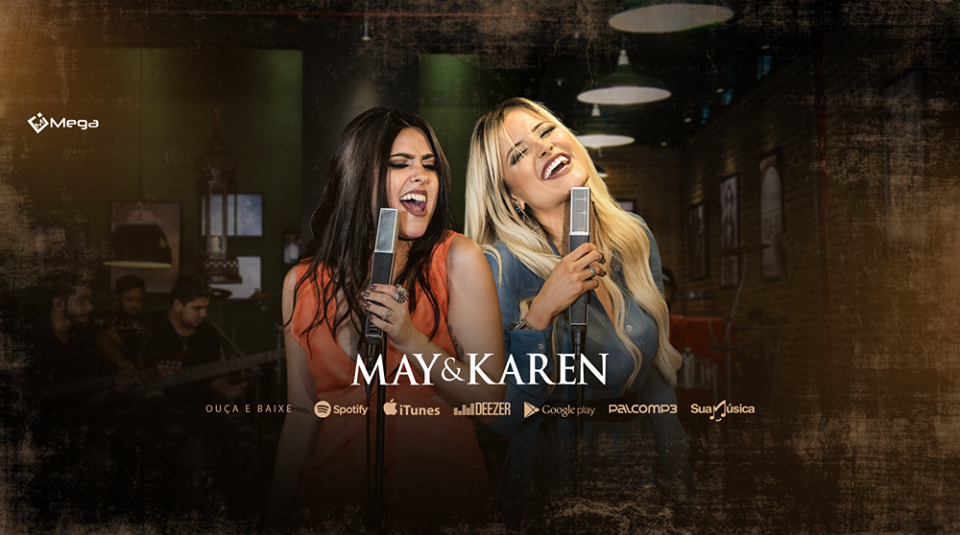 Mega
MAY&KAREN
OUÇA E BAIXE Spotify iTunes DEEZER Google play PALCOMP3 SuaMúsica